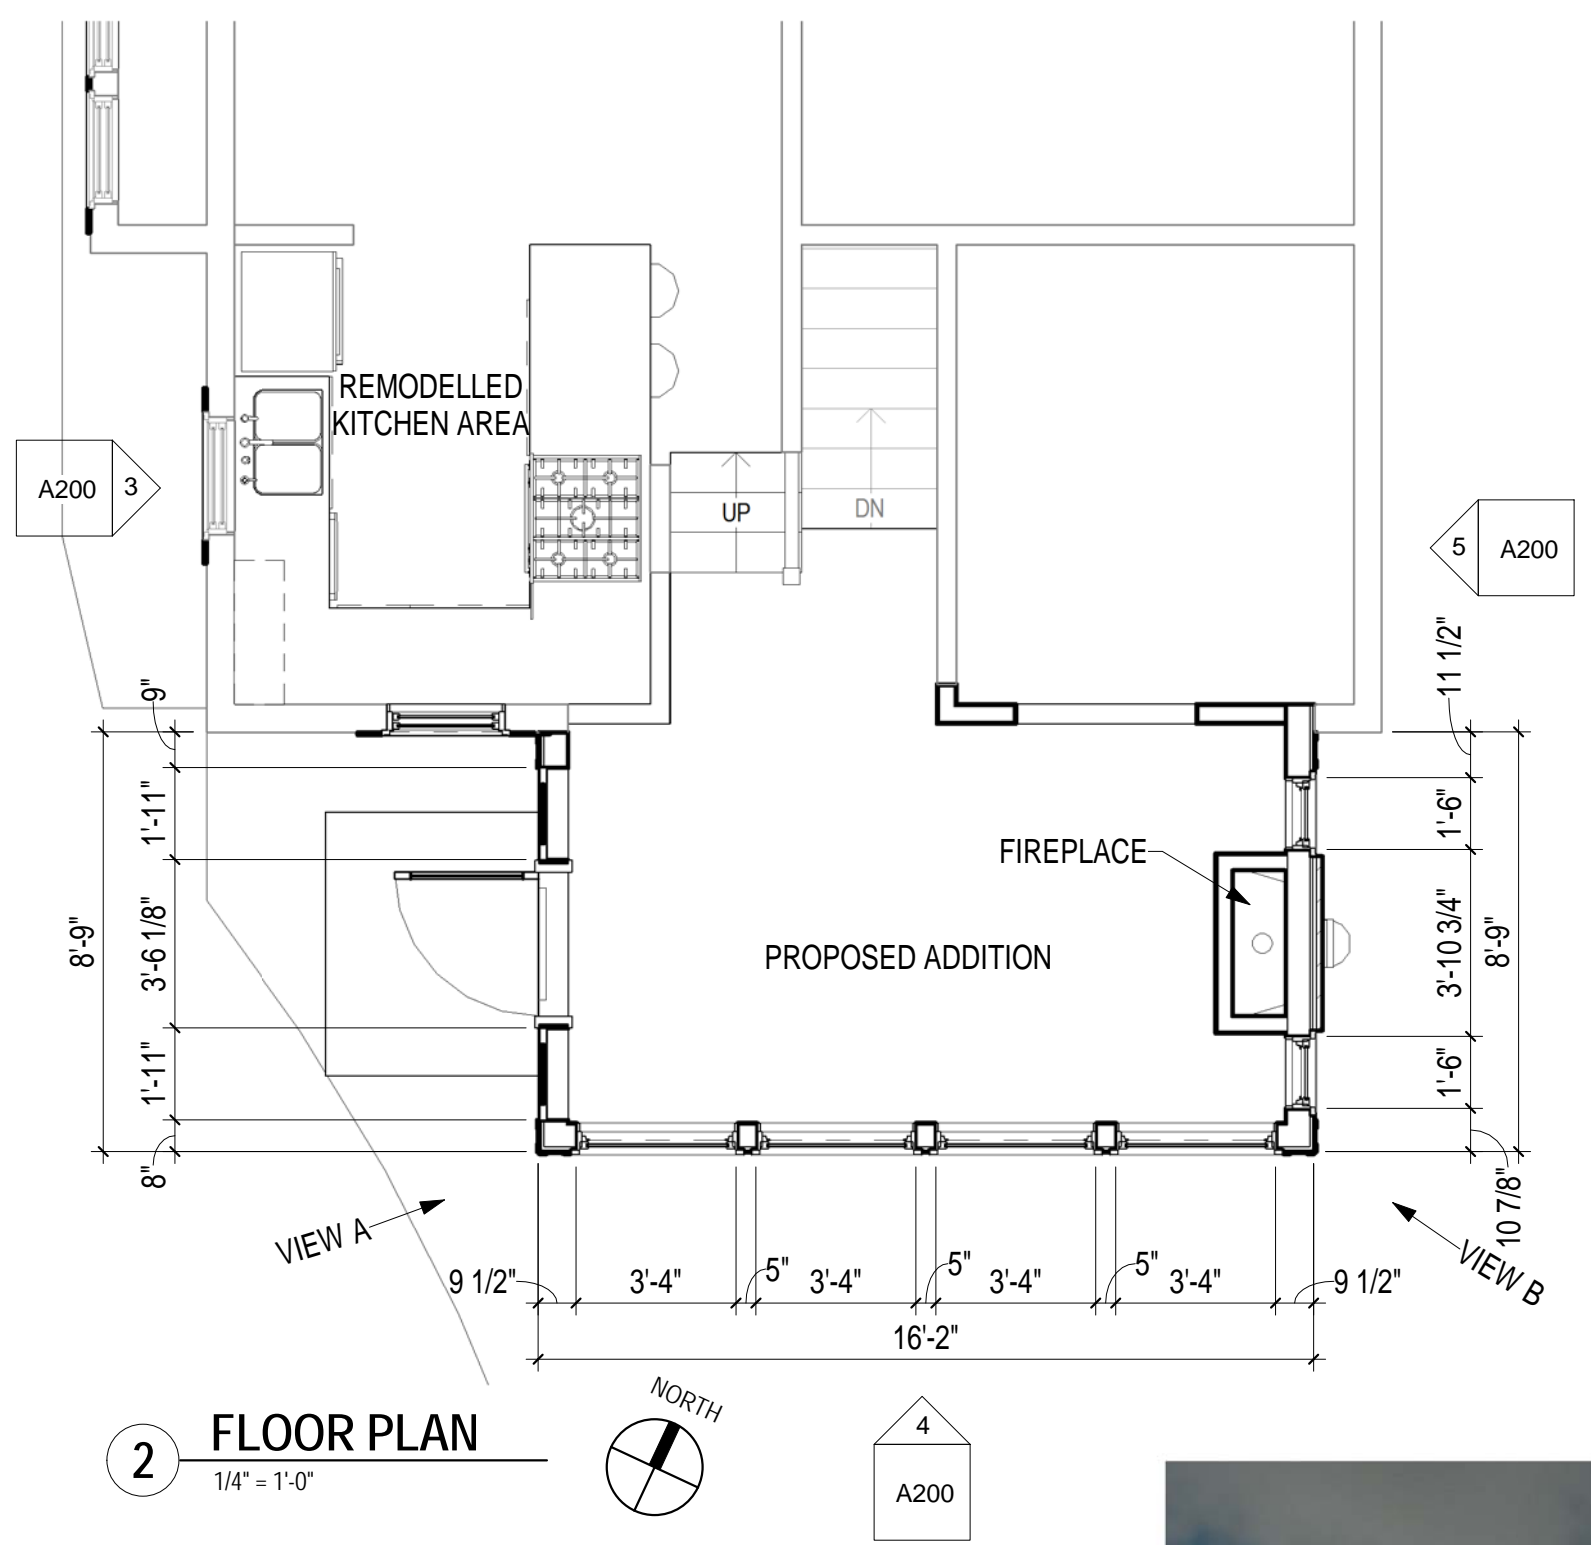 REMODELLED
KITCHEN AREA
A200
3
UP
DN
5
A200
9"
1'-11"
3'-6 1/8"
1'-11"
8"
8'-9"
FIREPLACE
PROPOSED ADDITION
11 1/2"
1'-6"
3'-10 3/4"
1'-6"
10 7/8"
8'-9"
VIEW A
VIEW B
9 1/2"
3'-4"
5"
3'-4"
5"
3'-4"
5"
3'-4"
9 1/2"
16'-2"
2
FLOOR PLAN
1/4" = 1'-0"
NORTH
4
A200